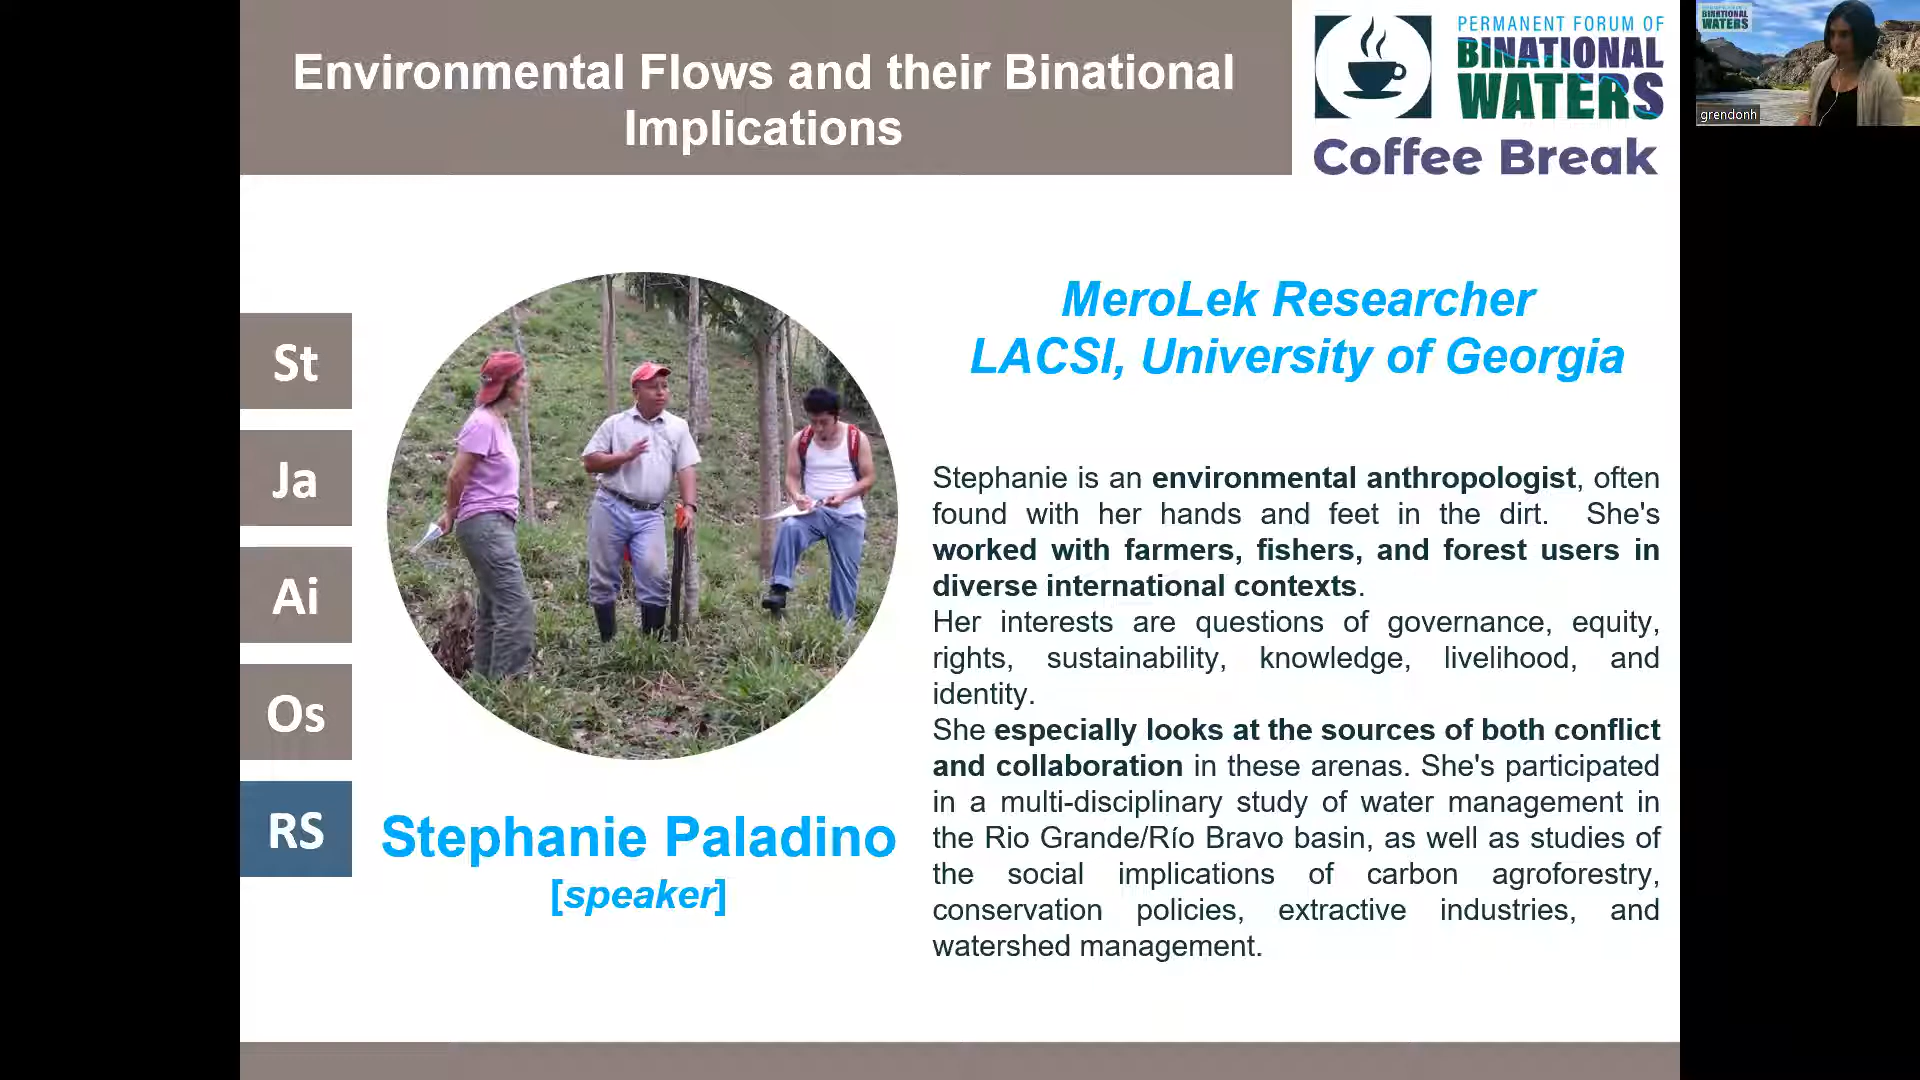 Environmental Flows and their Binational
Implications
PERMANENT FORUM OF
BINATIONAL
WATERS
Coffee Break
BINATIONAL
WATERS
grendonh
St
Ja
Ai
Os
RS
Stephanie Paladino
[speaker]
MeroLek Researcher
LACSI, University of Georgia
Stephanie is an environmental anthropologist, often
found with her hands and feet in the dirt. She's
worked with farmers, fishers, and forest users in
diverse international contexts.
Her interests are questions of governance, equity,
rights, sustainability, knowledge, livelihood, and
identity.
She especially looks at the sources of both conflict
and collaboration in these arenas. She's participated
in a multi-disciplinary study of water management in
the Rio Grande/Río Bravo basin, as well as studies of
the social implications of carbon agroforestry,
conservation policies, extractive industries, and
watershed management.